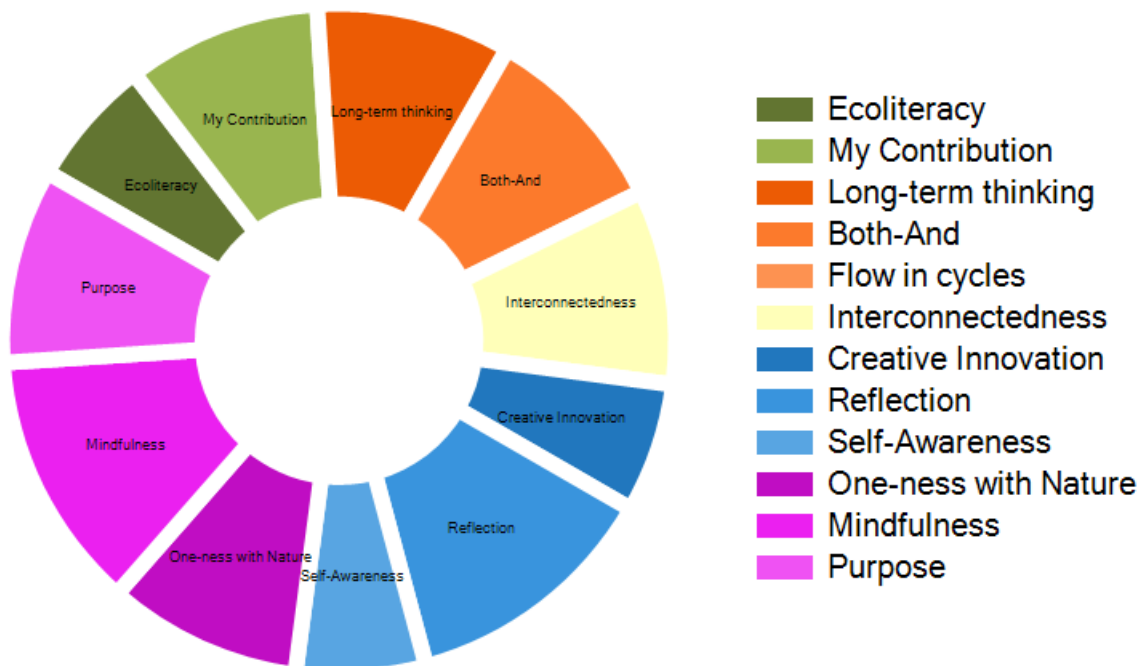 My Contribution
Long-term thinking
Both-And
Ecoliteracy
Purpose
Interconnectedness
Mindfulness
Creative Innovation
Reflection
One-ness with Nature
Self-Awareness
Ecoliteracy
My Contribution
Long-term thinking
Both-And
Flow in cycles
Interconnectedness
Creative Innovation
Reflection
Self-Awareness
One-ness with Nature
Mindfulness
Purpose